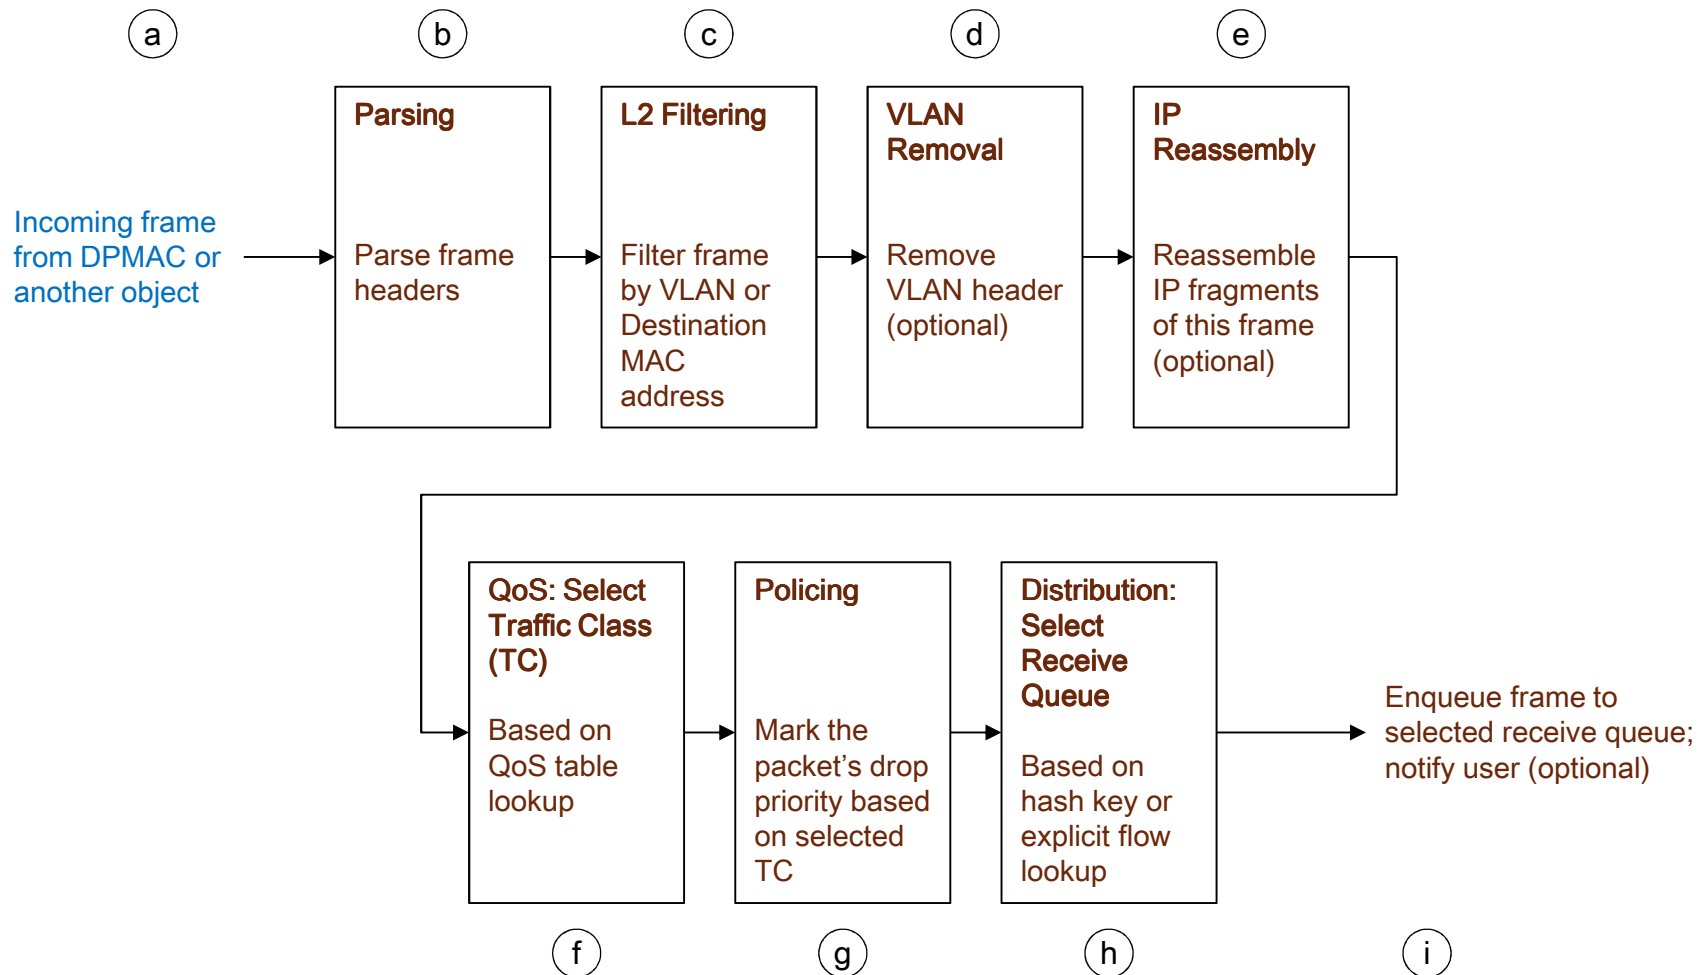 a
b
c
d
e
Incoming frame
from DPMAC or
another object
Parsing
Parse frame
headers
L2 Filtering
Filter frame
by VLAN or
Destination
MAC
address
VLAN
Removal
Remove
VLAN header
(optional)
IP
Reassembly
Reassemble
IP fragments
of this frame
(optional)
QoS: Select
Traffic Class
(TC)
Based on
QoS table
lookup
Policing
Mark the
packet’s drop
priority based
on selected
TC
Distribution:
Select
Receive
Queue
Based on
hash key or
explicit flow
lookup
Enqueue frame to
selected receive queue;
notify user (optional)
f
g
h
i